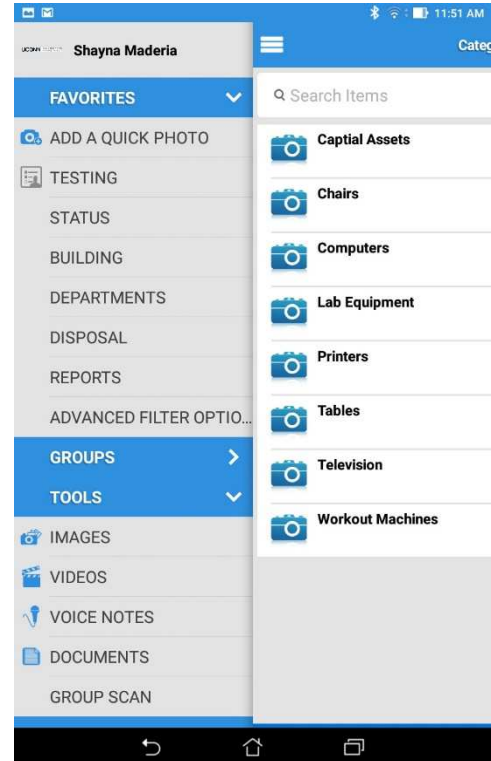 11:51 AM
Shayna Maderia
FAVORITES
ADD A QUICK PHOTO
TESTING
STATUS
BUILDING
DEPARTMENTS
DISPOSAL
REPORTS
ADVANCED FILTER OPTIO...
GROUPS
TOOLS
IMAGES
VIDEOS
VOICE NOTES
DOCUMENTS
GROUP SCAN
Categ
Search Items
Captial Assets
Chairs
Computers
Lab Equipment
Printers
Tables
Television
Workout Machines